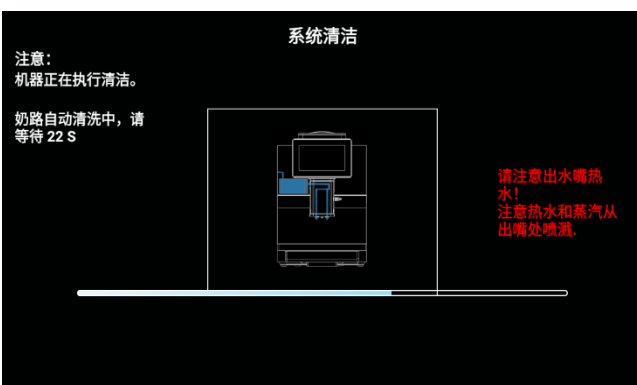 系统清洁
注意：
机器正在执行清洁。
奶路自动清洗中，请
等待 22 S
请注意出水嘴热
水！
注意热水和蒸汽从
出嘴处喷溅.